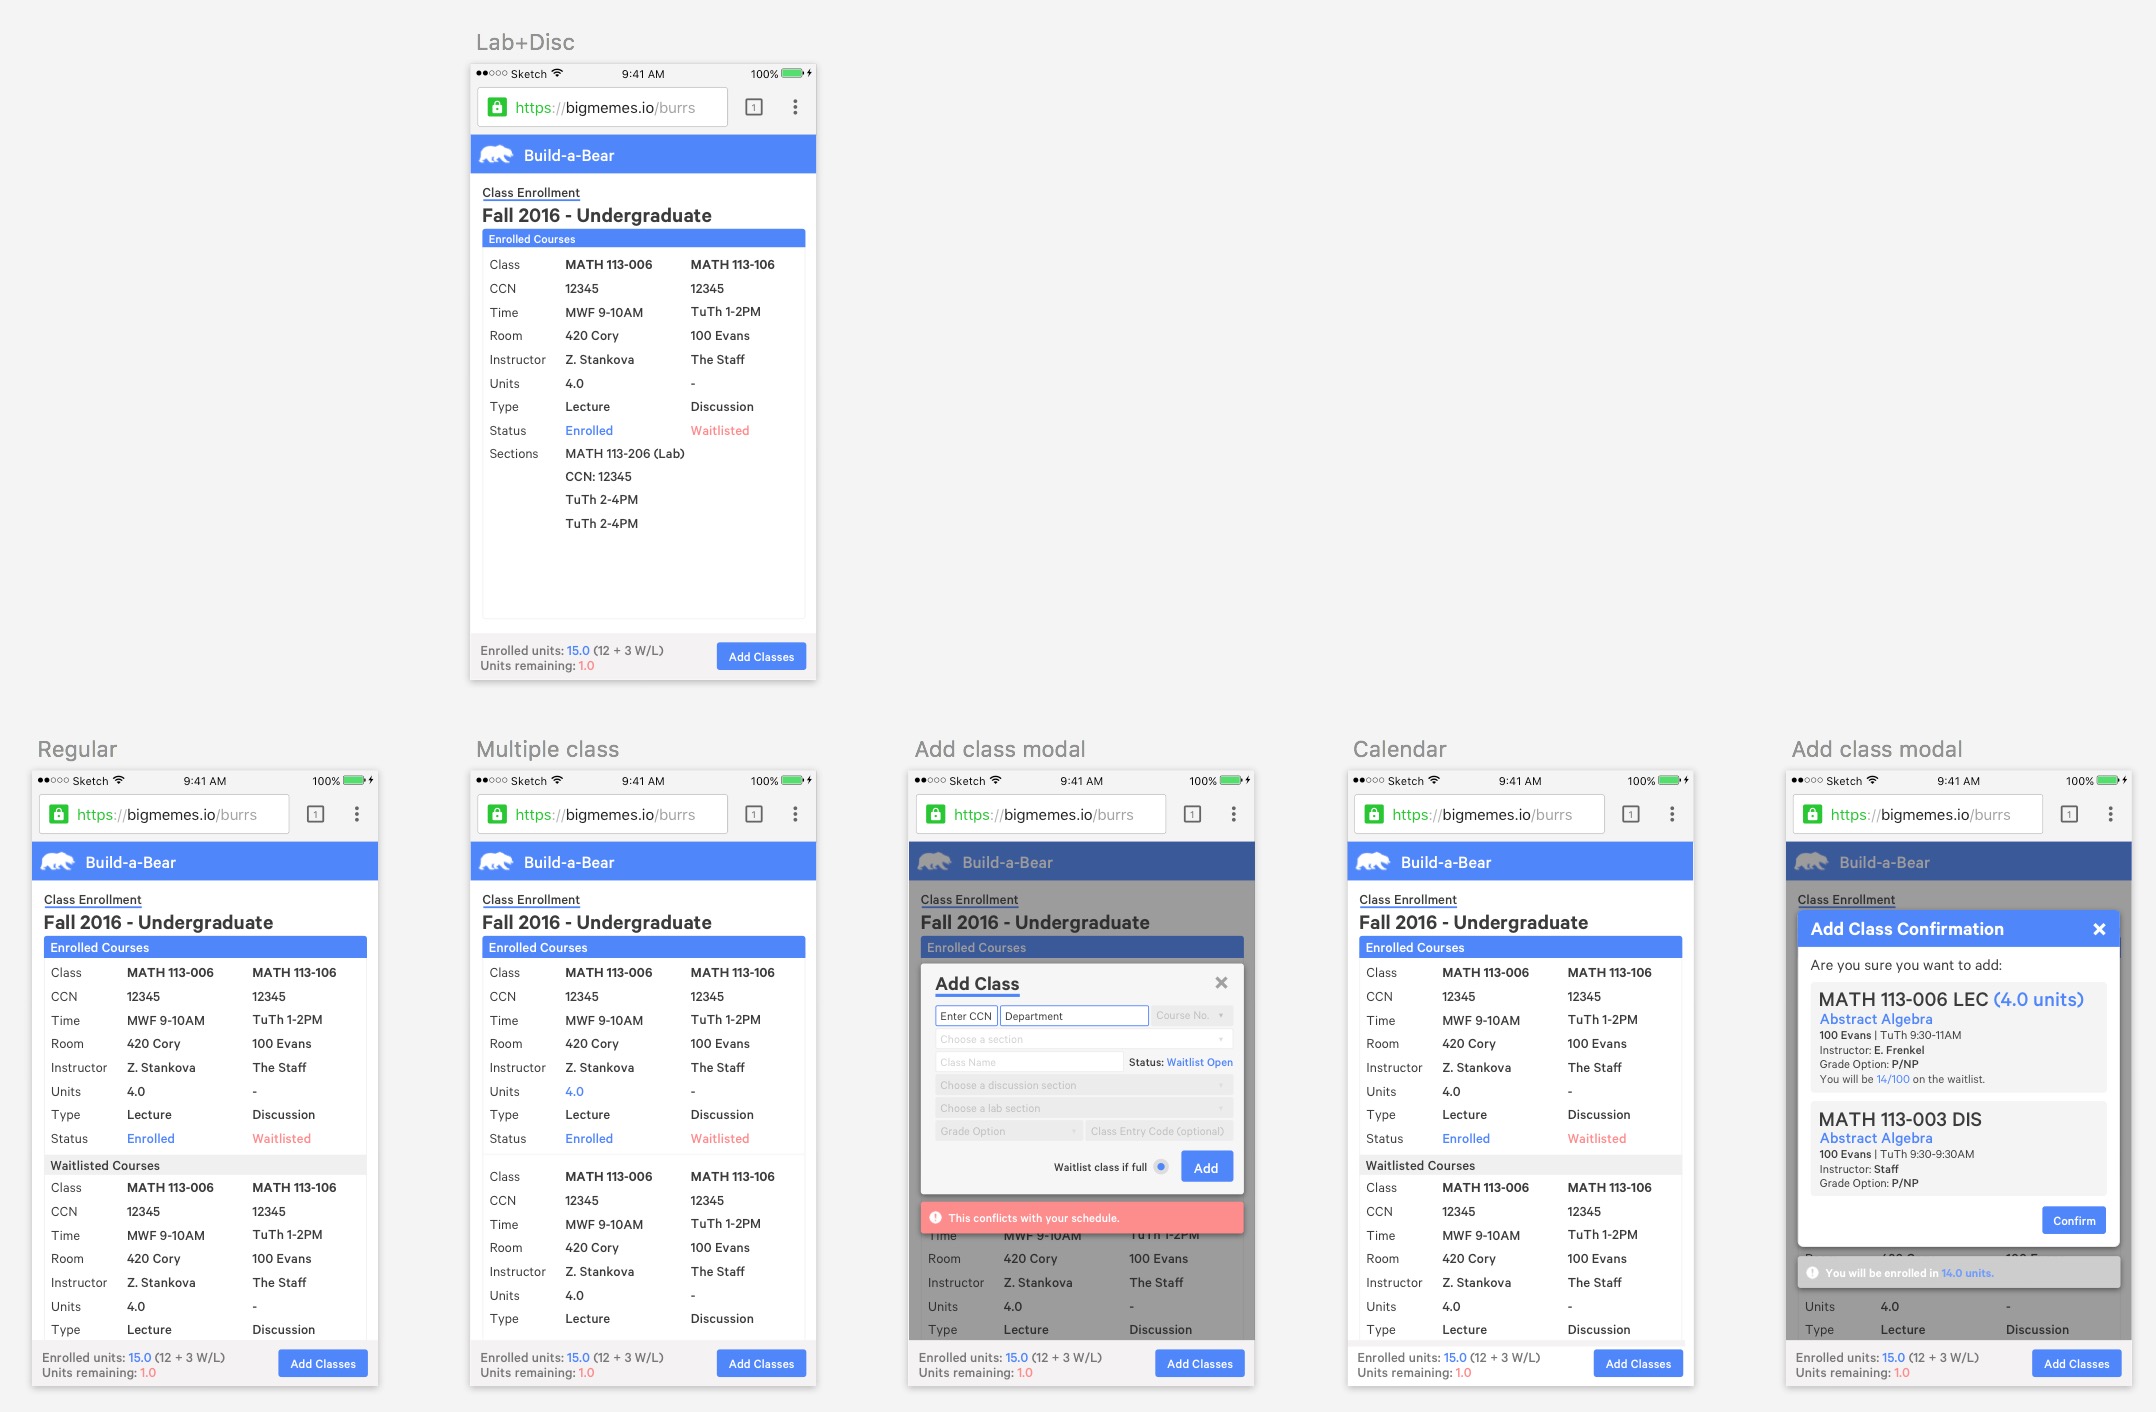 Lab+Disc
Sketch 9:41 AM 100%
https://bigmemes.io/burrs 1
Build-a-Bear
Class Enrollment
Fall 2016 - Undergraduate
Enrolled Courses
Class MATH 113-006 MATH 113-106
CCN 12345 12345
Time MWF 9-10AM TuTh 1-2PM
Room 420 Cory 100 Evans
Instructor Z. Stankova The Staff
Units 4.0 -
Type Lecture Discussion
Status Enrolled Waitlisted
Sections MATH 113-206 (Lab)
CCN: 12345
TuTh 2-4PM
TuTh 2-4PM
Enrolled units: 15.0 (12 + 3 W/L)
Units remaining: 1.0
Add Classes
Regular
Sketch 9:41 AM 100%
https://bigmemes.io/burrs 1
Build-a-Bear
Class Enrollment
Fall 2016 - Undergraduate
Enrolled Courses
Class MATH 113-006 MATH 113-106
CCN 12345 12345
Time MWF 9-10AM TuTh 1-2PM
Room 420 Cory 100 Evans
Instructor Z. Stankova The Staff
Units 4.0 -
Type Lecture Discussion
Status Enrolled Waitlisted
Waitlisted Courses
Class MATH 113-006 MATH 113-106
CCN 12345 12345
Time MWF 9-10AM TuTh 1-2PM
Room 420 Cory 100 Evans
Instructor Z. Stankova The Staff
Units 4.0 -
Type Lecture Discussion
Enrolled units: 15.0 (12 + 3 W/L)
Units remaining: 1.0
Add Classes
Multiple class
Sketch 9:41 AM 100%
https://bigmemes.io/burrs 1
Build-a-Bear
Class Enrollment
Fall 2016 - Undergraduate
Enrolled Courses
Class MATH 113-006 MATH 113-106
CCN 12345 12345
Time MWF 9-10AM TuTh 1-2PM
Room 420 Cory 100 Evans
Instructor Z. Stankova The Staff
Units 4.0 -
Type Lecture Discussion
Status Enrolled Waitlisted
Class MATH 113-006 MATH 113-106
CCN 12345 12345
Time MWF 9-10AM TuTh 1-2PM
Room 420 Cory 100 Evans
Instructor Z. Stankova The Staff
Units 4.0 -
Type Lecture Discussion
Enrolled units: 15.0 (12 + 3 W/L)
Units remaining: 1.0
Add Classes
Add class modal
Sketch 9:41 AM 100%
https://bigmemes.io/burrs 1
Build-a-Bear
Class Enrollment
Fall 2016 - Undergraduate
Enrolled Courses
Add Class
Enter CCN Department Course No.
Choose a section
Class Name Status: Waitlist Open
Choose a discussion section
Choose a lab section
Grade Option Class Entry Code (optional)
Waitlist class if full Add
This conflicts with your schedule.
Time MWF 9-10AM TuTh 1-2PM
Room 420 Cory 100 Evans
Instructor Z. Stankova The Staff
Units 4.0 -
Type Lecture Discussion
Enrolled units: 15.0 (12 + 3 W/L)
Units remaining: 1.0
Add Classes
Calendar
Sketch 9:41 AM 100%
https://bigmemes.io/burrs 1
Build-a-Bear
Class Enrollment
Fall 2016 - Undergraduate
Enrolled Courses
Class MATH 113-006 MATH 113-106
CCN 12345 12345
Time MWF 9-10AM TuTh 1-2PM
Room 420 Cory 100 Evans
Instructor Z. Stankova The Staff
Units 4.0 -
Type Lecture Discussion
Status Enrolled Waitlisted
Waitlisted Courses
Class MATH 113-006 MATH 113-106
CCN 12345 12345
Time MWF 9-10AM TuTh 1-2PM
Room 420 Cory 100 Evans
Instructor Z. Stankova The Staff
Units 4.0 -
Type Lecture Discussion
Enrolled units: 15.0 (12 + 3 W/L)
Units remaining: 1.0
Add Classes
Add class modal
Sketch 9:41 AM 100%
https://bigmemes.io/burrs 1
Build-a-Bear
Class Enrollment
Add Class Confirmation
Are you sure you want to add:
MATH 113-006 LEC (4.0 units)
Abstract Algebra
100 Evans | TuTh 9:30-11AM
Instructor: E. Frenkel
Grade Option: P/NP
You will be 14/100 on the waitlist.
MATH 113-003 DIS
Abstract Algebra
100 Evans | TuTh 9:30-9:30AM
Instructor: Staff
Grade Option: P/NP
Confirm
You will be enrolled in 14.0 units.
Units 4.0 -
Type Lecture Discussion
Enrolled units: 15.0 (12 + 3 W/L)
Units remaining: 1.0
Add Classes